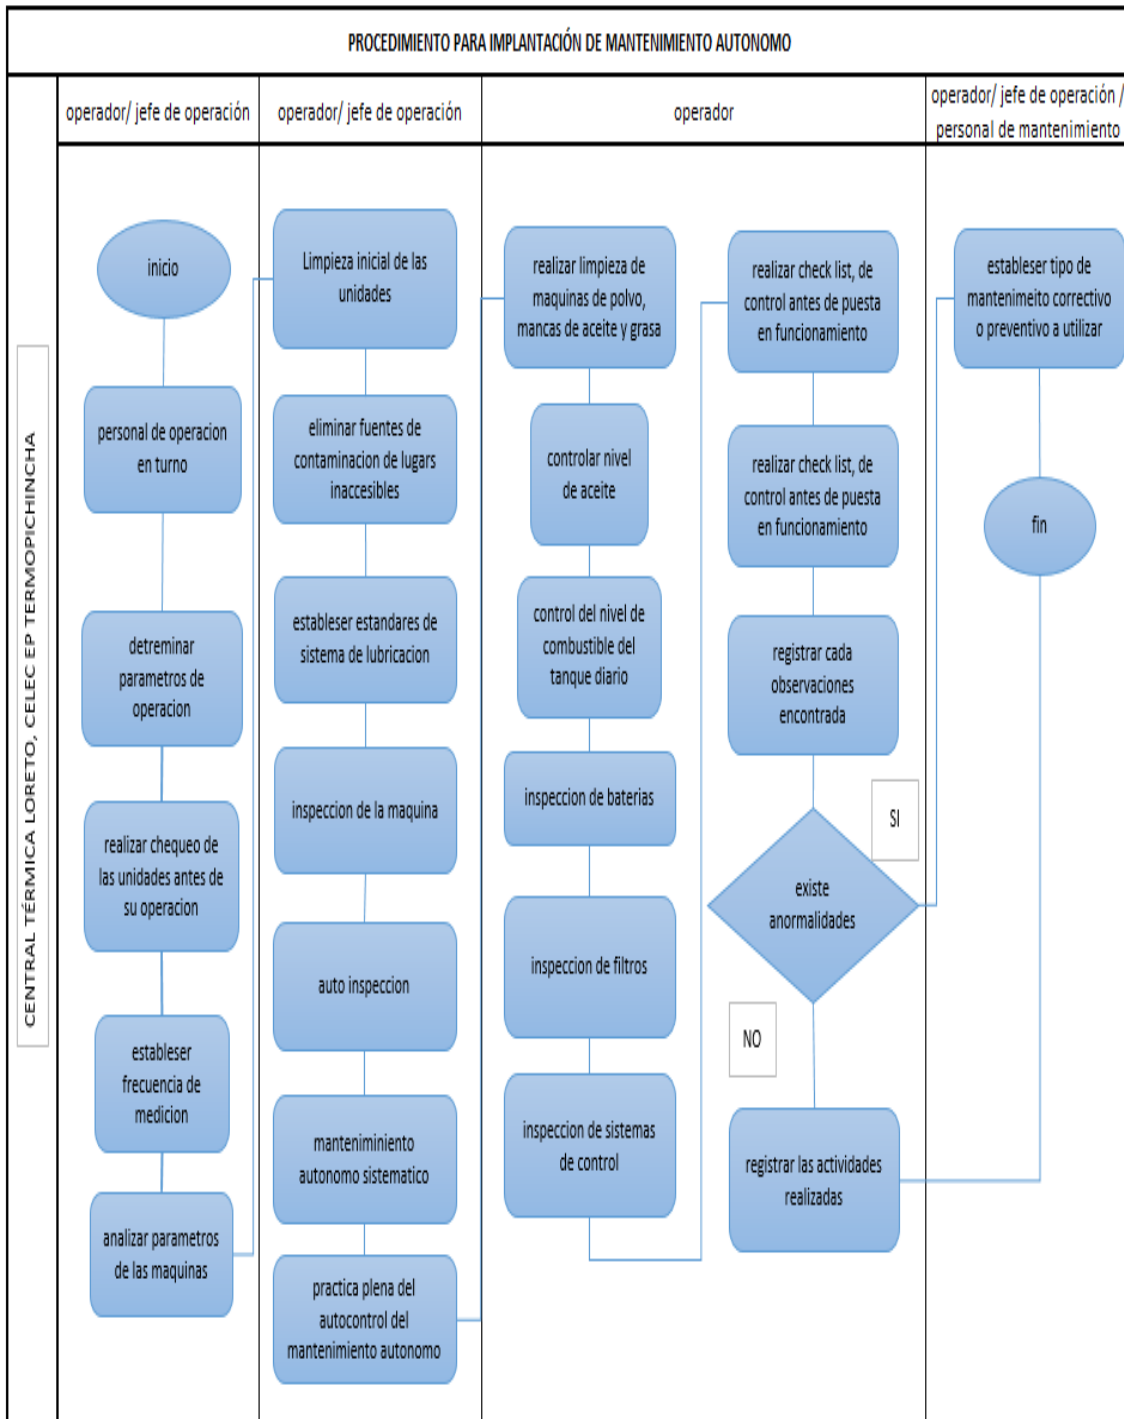 PROCEDIMIENTO PARA IMPLANTACIÓN DE MANTENIMIENTO AUTONOMO
CENTRAL TÉRMICA LORETO, CELEC EP TERMOPICHINCHA
operador/ jefe de operación
inicio
personal de operacion
en turno
detreminar
parametros de
operacion
realizar chequeo de
las unidades antes de
su operacion
estableser
frecuencia de
medicion
analizar parametros
de las maquinas
operador/ jefe de operación
Limpieza inicial de las
unidades
eliminar fuentes de
contaminacion de lugars
inaccesibles
estableser estandares de
sistema de lubricacion
inspeccion de la maquina
auto inspeccion
manteniminiento
autonomo sistematico
practica plena del
autocontrol del
mantenimiento autonomo
operador
realizar limpieza de
maquinas de polvo,
mancas de aceite y grasa
controlar nivel
de aceite
control del nivel de
combustible del
tanque diario
inspeccion de baterias
inspeccion de filtros
inspeccion de sistemas
de control
realizar check list, de
control antes de puesta
en funcionamiento
realizar check list, de
control antes de puesta
en funcionamiento
registrar cada
observaciones
encontrada
existe
anormalidades
SI
NO
registrar las actividades
realizadas
operador/ jefe de operación /
personal de mantenimiento
estableser tipo de
mantenimeito correctivo
o preventivo a utilizar
fin